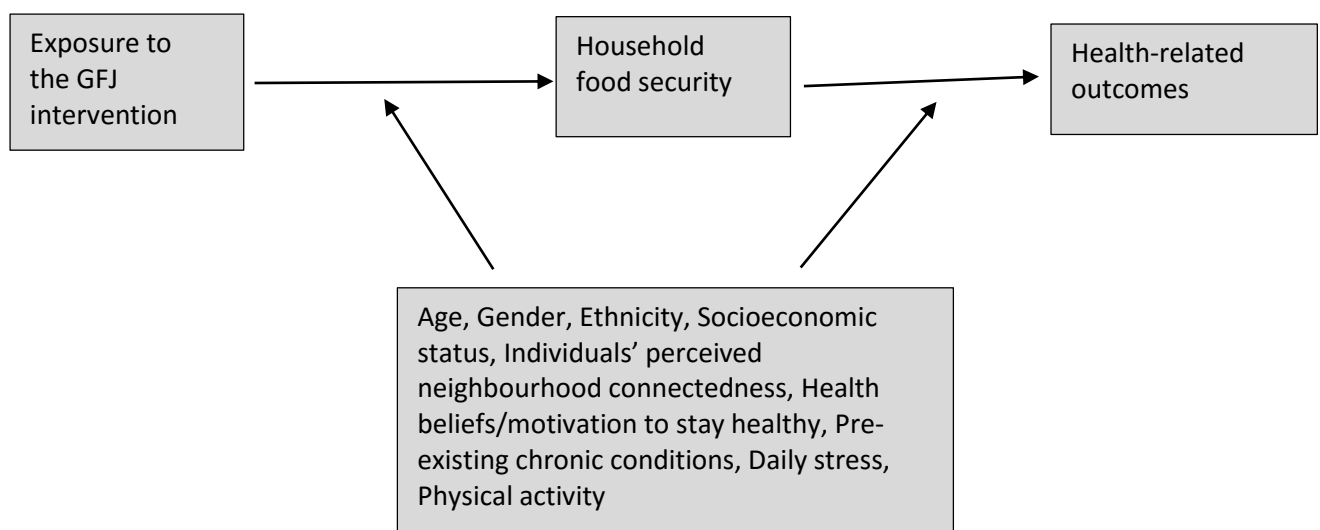 Exposure to
the GFJ
intervention
Household
food security
Health-related
outcomes
Age, Gender, Ethnicity, Socioeconomic
status, Individuals’ perceived
neighbourhood connectedness, Health
beliefs/motivation to stay healthy, Pre-
existing chronic conditions, Daily stress,
Physical activity